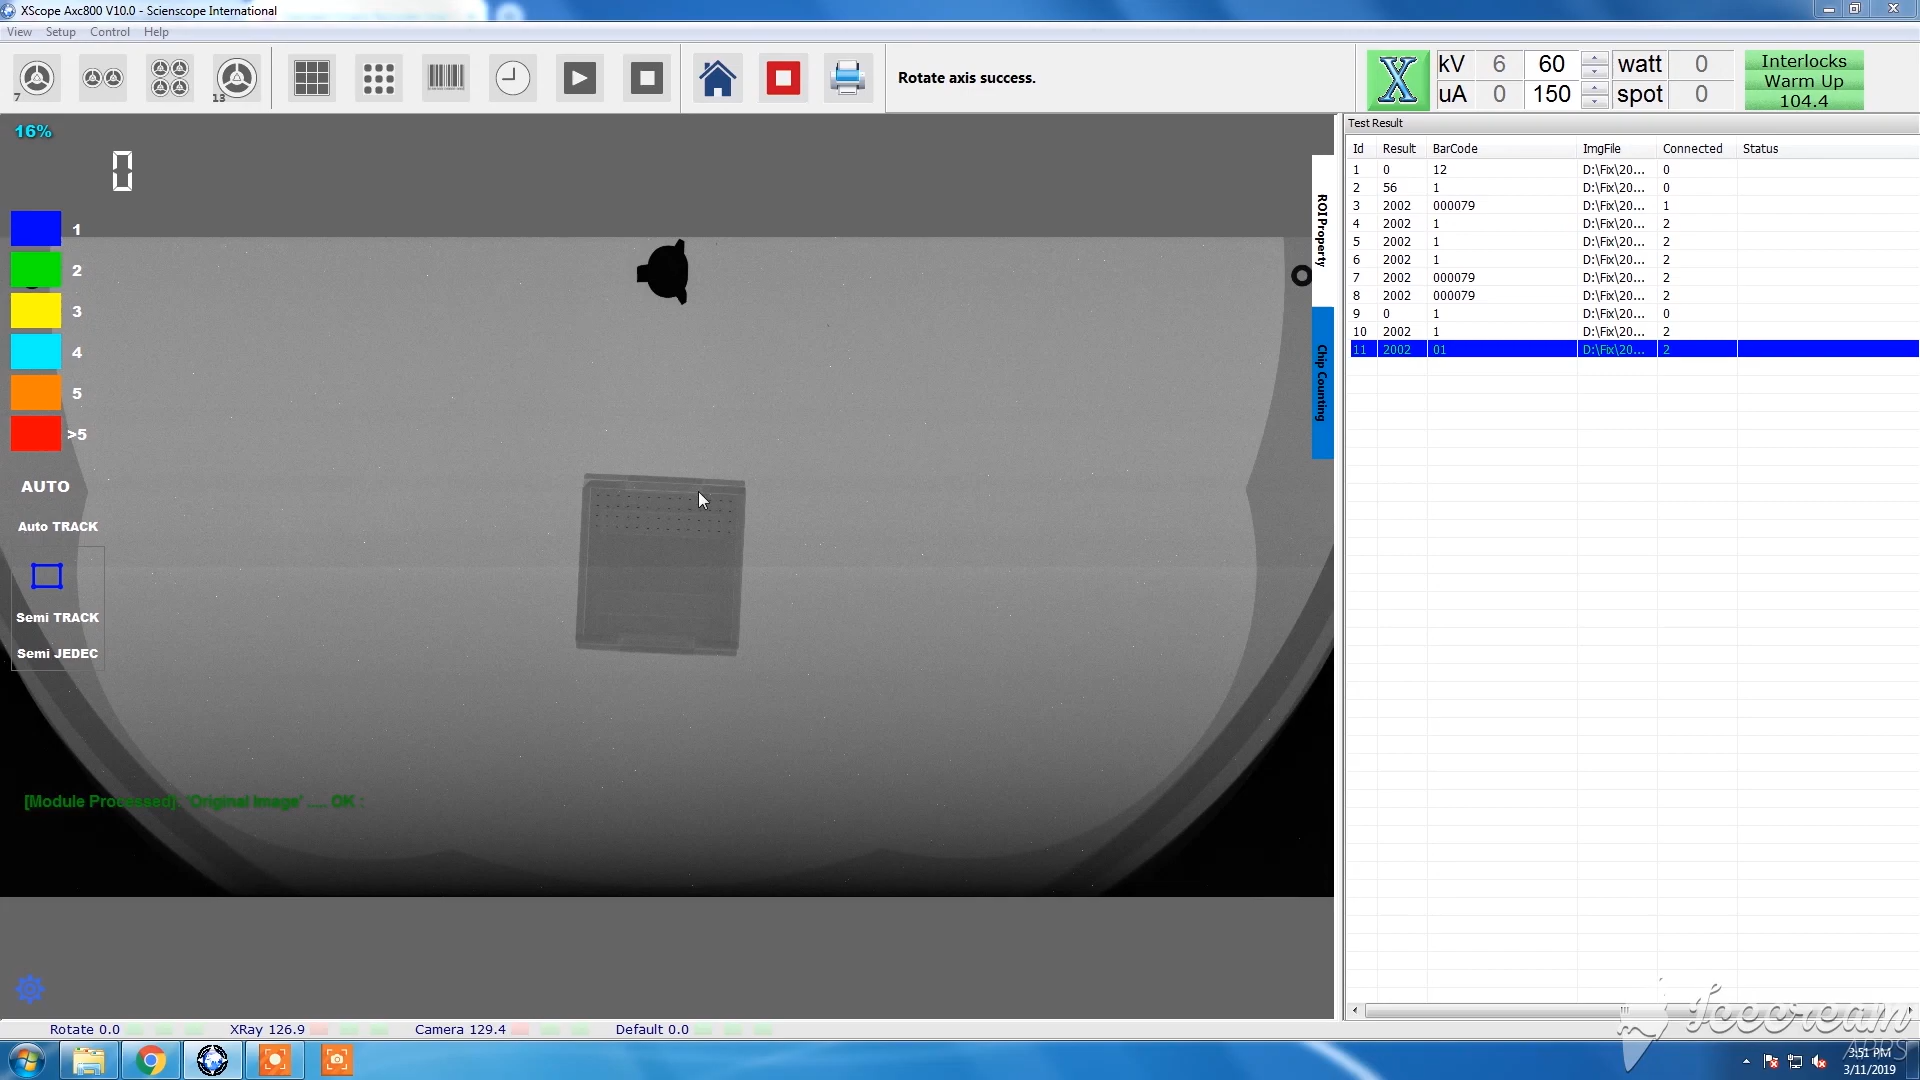 XScope Axc800 V10.0 - Scienscope International
View Setup Control Help
7
13
Rotate axis success.
kV 6 60 watt 0
uA 0 150 spot 0
Interlocks
Warm Up
104.4
16%
0
1
2
3
4
5
>5
AUTO
Auto TRACK
Semi TRACK
Semi JEDEC
[Module Processed]: 'Original Image' .... OK :
ROI Property
Chip Counting
Test Result
Id Result BarCode ImgFile Connected Status
1 0 12 D:\Fix\20... 0
2 56 1 D:\Fix\20... 0
3 2002 000079 D:\Fix\20... 1
4 2002 1 D:\Fix\20... 2
5 2002 1 D:\Fix\20... 2
6 2002 1 D:\Fix\20... 2
7 2002 000079 D:\Fix\20... 2
8 2002 000079 D:\Fix\20... 2
9 0 1 D:\Fix\20... 0
10 2002 1 D:\Fix\20... 2
11 2002 01 D:\Fix\20... 2
Rotate 0.0 XRay 126.9 Camera 129.4 Default 0.0
Icecream
APPS
3:51 PM
3/11/2019